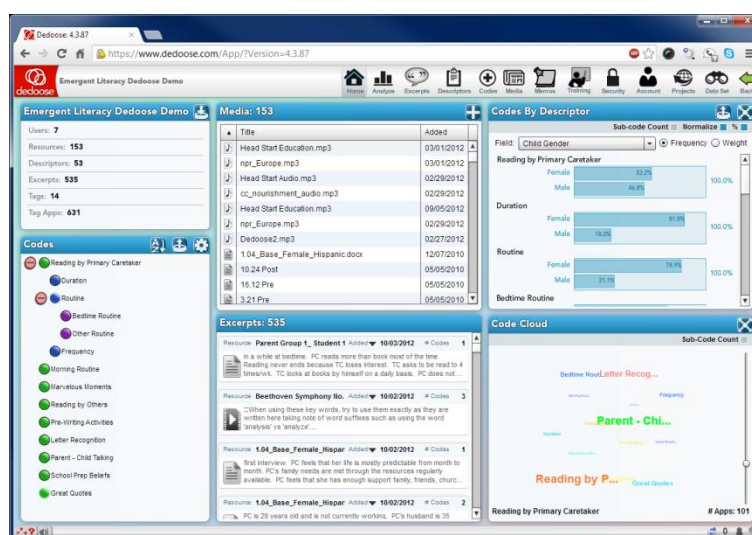 Dedoose: 4.3.87
https://www.dedoose.com/App/?Version=4.3.87
dedoose
Emergent Literacy Dedoose Demo
Home Analyze Excerpts Descriptors Codes Media Memos Training Security Account Projects Data Set Back
Emergent Literacy Dedoose Demo
Users: 7
Resources: 153
Descriptors: 53
Excerpts: 535
Tags: 14
Tag Apps: 631
Codes
Reading by Primary Caretaker
Duration
Routine
Bedtime Routine
Other Routine
Frequency
Morning Routine
Marvelous Moments
Reading by Others
Pre-Writing Activities
Letter Recognition
Parent - Child Talking
School Prep Beliefs
Great Quotes
Media: 153
Title Added
Head Start Education.mp3 03/01/2012
npr_Europe.mp3 03/01/2012
Head Start Audio.mp3 02/29/2012
cc_nourishment_audio.mp3 02/29/2012
Head Start Education.mp3 09/05/2012
npr_Europe.mp3 02/29/2012
Dedoose2.mp3 02/27/2012
1.04_Base_Female_Hispanic.docx 12/07/2010
10.24 Post 05/05/2010
16.12 Pre 05/05/2010
3.21 Pre 05/05/2010
Excerpts: 535
Resource Parent Group 1_ Student 1 Added 10/03/2012 # Codes 1
in a while at bedtime. PC reads more than book most of the time.
Reading never ends because TC loses interest. TC asks to be read to 4
times/wk. TC looks at books by himself on a daily basis. PC does not ...
Resource Beethoven Symphony No. Added 10/02/2012 # Codes 3
When using these key words, try to use them exactly as they are
written here taking note of word suffixes such as using the word
'analysis' vs 'analyze'...
Resource 1.04_Base_Female_Hispar Added 10/02/2012 # Codes 1
first interview. PC feels that her life is mostly predictable from month to
month. PC's family needs are met through the resources regularly
available. PC feels that she has enough support family, friends, churc...
Resource 1.04_Base_Female_Hispar Added 10/02/2012 # Codes 2
PC is 29 years old and is not currently working. PC's husband is 35
Codes By Descriptor
Sub-code Count Normalize %
Field: Child Gender Frequency Weight
Reading by Primary Caretaker
Female 53.2%
Male 46.8%
100.0%
Duration
Female 81.8%
Male 18.2%
100.0%
Routine
Female 78.9%
Male 21.1%
100.0%
Bedtime Routine
Code Cloud
Sub-Code Count
Bedtime Rout Letter Recog...
Frequency
Parent - Chi...
Reading by P... Great Quotes
Reading by Primary Caretaker # Apps: 101
0